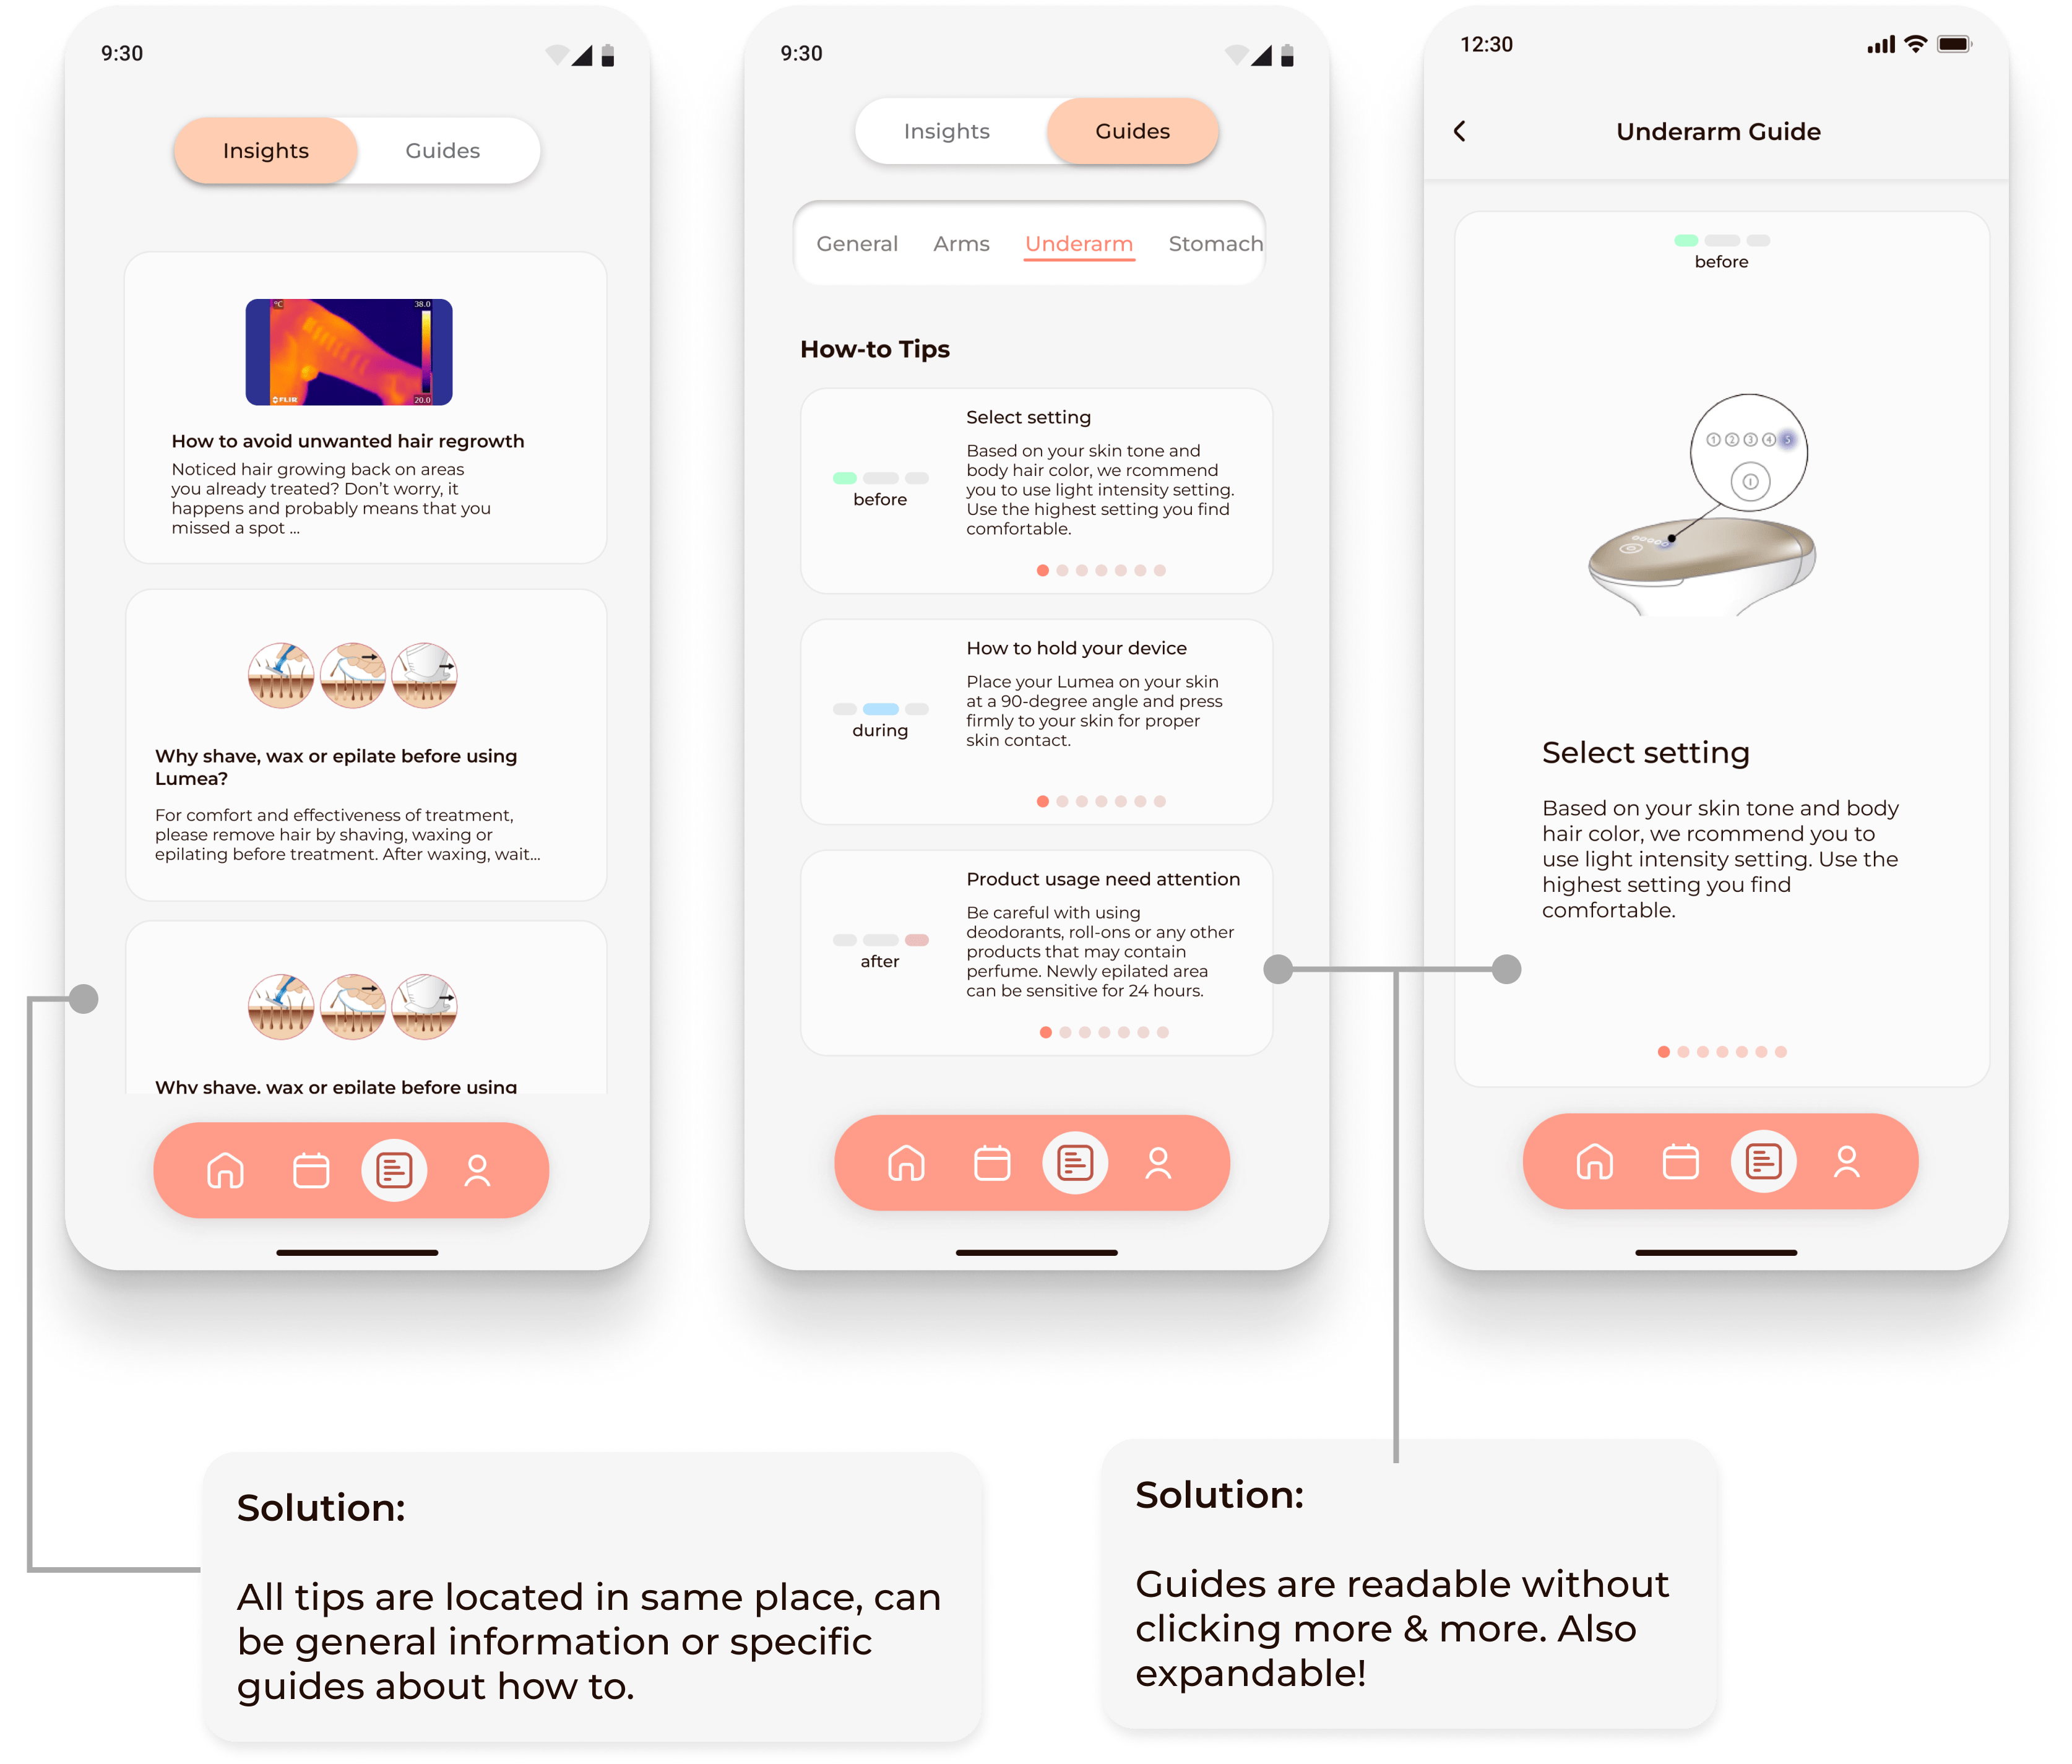 9:30
Insights
Guides
°C
38.0
FLIR
20.0
How to avoid unwanted hair regrowth
Noticed hair growing back on areas
you already treated? Don't worry, it
happens and probably means that you
missed a spot ...
Why shave, wax or epilate before using
Lumea?
For comfort and effectiveness of treatment,
please remove hair by shaving, waxing or
epilating before treatment. After waxing, wait...
Why shave, wax or epilate before using
9:30
Insights
Guides
General
Arms
Underarm
Stomach
How-to Tips
before
Select setting
Based on your skin tone and
body hair color, we rcommend
you to use light intensity setting.
Use the highest setting you find
comfortable.
during
How to hold your device
Place your Lumea on your skin
at a 90-degree angle and press
firmly to your skin for proper
skin contact.
after
Product usage need attention
Be careful with using
deodorants, roll-ons or any other
products that may contain
perfume. Newly epilated area
can be sensitive for 24 hours.
12:30
Underarm Guide
before
1 2 3 4 5
Select setting
Based on your skin tone and body
hair color, we rcommend you to
use light intensity setting. Use the
highest setting you find
comfortable.
Solution:
All tips are located in same place, can
be general information or specific
guides about how to.
Solution:
Guides are readable without
clicking more & more. Also
expandable!